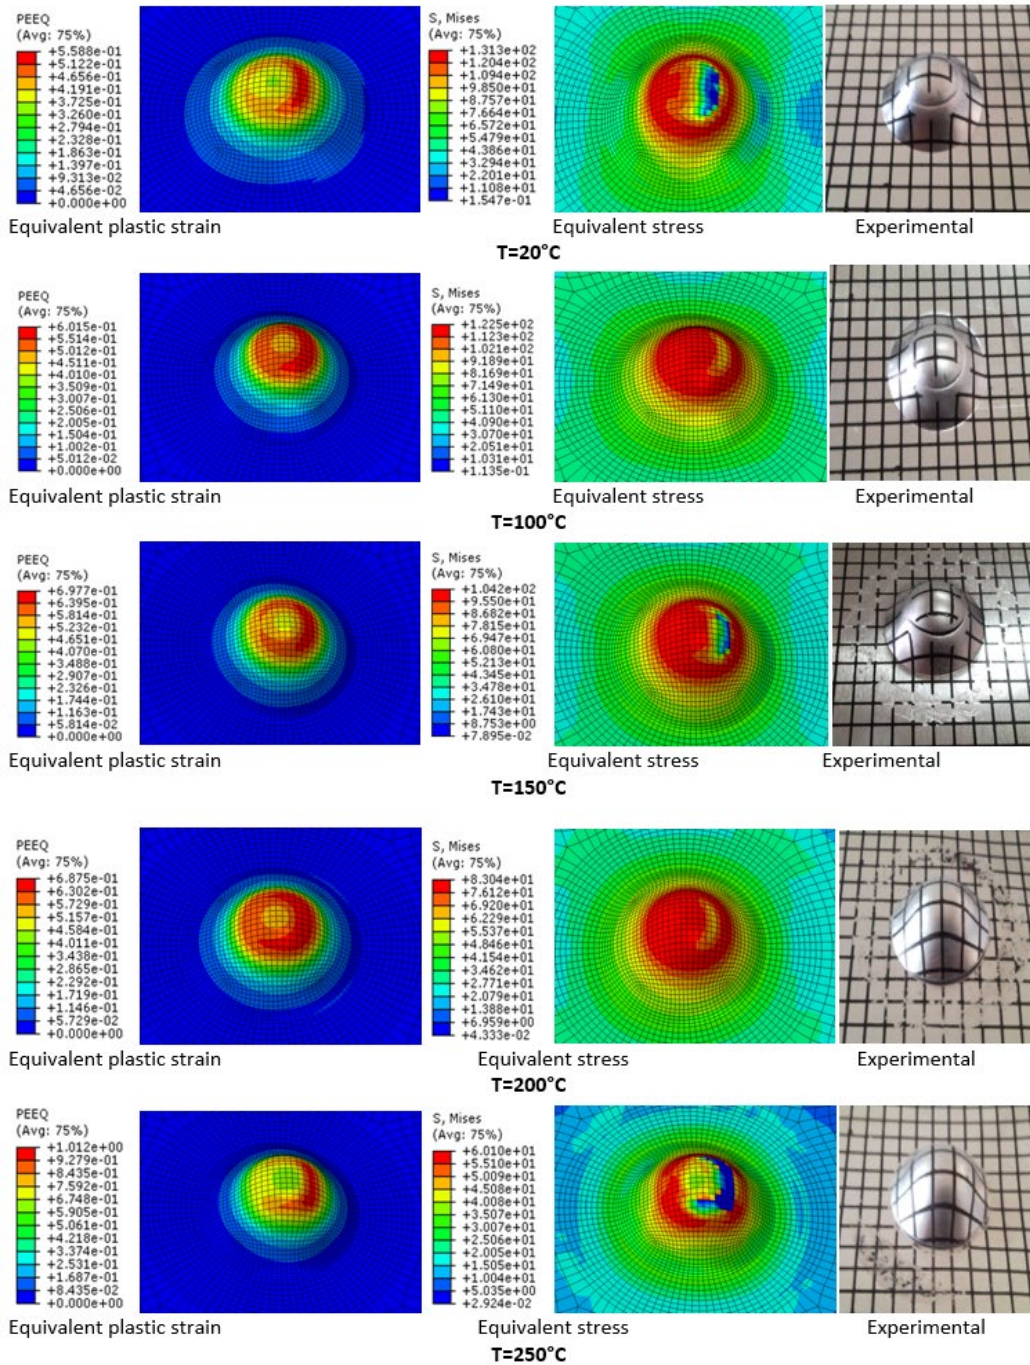 PEEQ
(Avg: 75%)
+5.588e-01
+5.122e-01
+4.656e-01
+4.191e-01
+3.725e-01
+3.260e-01
+2.794e-01
+2.328e-01
+1.863e-01
+1.397e-01
+9.313e-02
+4.656e-02
+0.000e+00
S, Mises
(Avg: 75%)
+1.313e+02
+1.204e+02
+1.094e+02
+9.850e+01
+8.757e+01
+7.664e+01
+6.572e+01
+5.479e+01
+4.386e+01
+3.294e+01
+2.201e+01
+1.108e+01
+1.547e-01
Equivalent plastic strain
Equivalent stress
Experimental
T=20°C
PEEQ
(Avg: 75%)
+6.015e-01
+5.514e-01
+5.012e-01
+4.511e-01
+4.010e-01
+3.509e-01
+3.007e-01
+2.506e-01
+2.005e-01
+1.504e-01
+1.002e-01
+5.012e-02
+0.000e+00
S, Mises
(Avg: 75%)
+1.225e+02
+1.123e+02
+1.021e+02
+9.189e+01
+8.169e+01
+7.149e+01
+6.130e+01
+5.110e+01
+4.090e+01
+3.070e+01
+2.051e+01
+1.031e+01
+1.135e-01
Equivalent plastic strain
Equivalent stress
Experimental
T=100°C
PEEQ
(Avg: 75%)
+6.977e-01
+6.395e-01
+5.814e-01
+5.232e-01
+4.651e-01
+4.070e-01
+3.488e-01
+2.907e-01
+2.326e-01
+1.744e-01
+1.163e-01
+5.814e-02
+0.000e+00
S, Mises
(Avg: 75%)
+1.042e+02
+9.550e+01
+8.682e+01
+7.815e+01
+6.947e+01
+6.080e+01
+5.213e+01
+4.345e+01
+3.478e+01
+2.610e+01
+1.743e+01
+8.753e+00
+7.895e-02
Equivalent plastic strain
Equivalent stress
Experimental
T=150°C
PEEQ
(Avg: 75%)
+6.875e-01
+6.302e-01
+5.729e-01
+5.157e-01
+4.584e-01
+4.011e-01
+3.438e-01
+2.865e-01
+2.292e-01
+1.719e-01
+1.146e-01
+5.729e-02
+0.000e+00
S, Mises
(Avg: 75%)
+8.304e+01
+7.612e+01
+6.920e+01
+6.229e+01
+5.537e+01
+4.846e+01
+4.154e+01
+3.462e+01
+2.771e+01
+2.079e+01
+1.388e+01
+6.959e+00
+4.333e-02
Equivalent plastic strain
Equivalent stress
Experimental
T=200°C
PEEQ
(Avg: 75%)
+1.012e+00
+9.279e-01
+8.435e-01
+7.592e-01
+6.748e-01
+5.905e-01
+5.061e-01
+4.218e-01
+3.374e-01
+2.531e-01
+1.687e-01
+8.435e-02
+0.000e+00
S, Mises
(Avg: 75%)
+6.010e+01
+5.510e+01
+5.009e+01
+4.508e+01
+4.008e+01
+3.507e+01
+3.007e+01
+2.506e+01
+2.005e+01
+1.505e+01
+1.004e+01
+5.035e+00
+2.924e-02
Equivalent plastic strain
Equivalent stress
Experimental
T=250°C